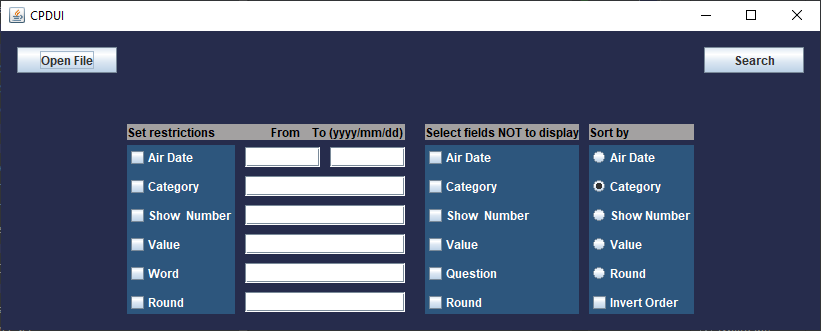 CPDUI
Open File Search
Set restrictions From To (yyyy/mm/dd) Select fields NOT to display Sort by
Air Date Air Date Air Date
Category Category Category
Show Number Show Number Show Number
Value Value Value
Word Question Round
Round Round Invert Order